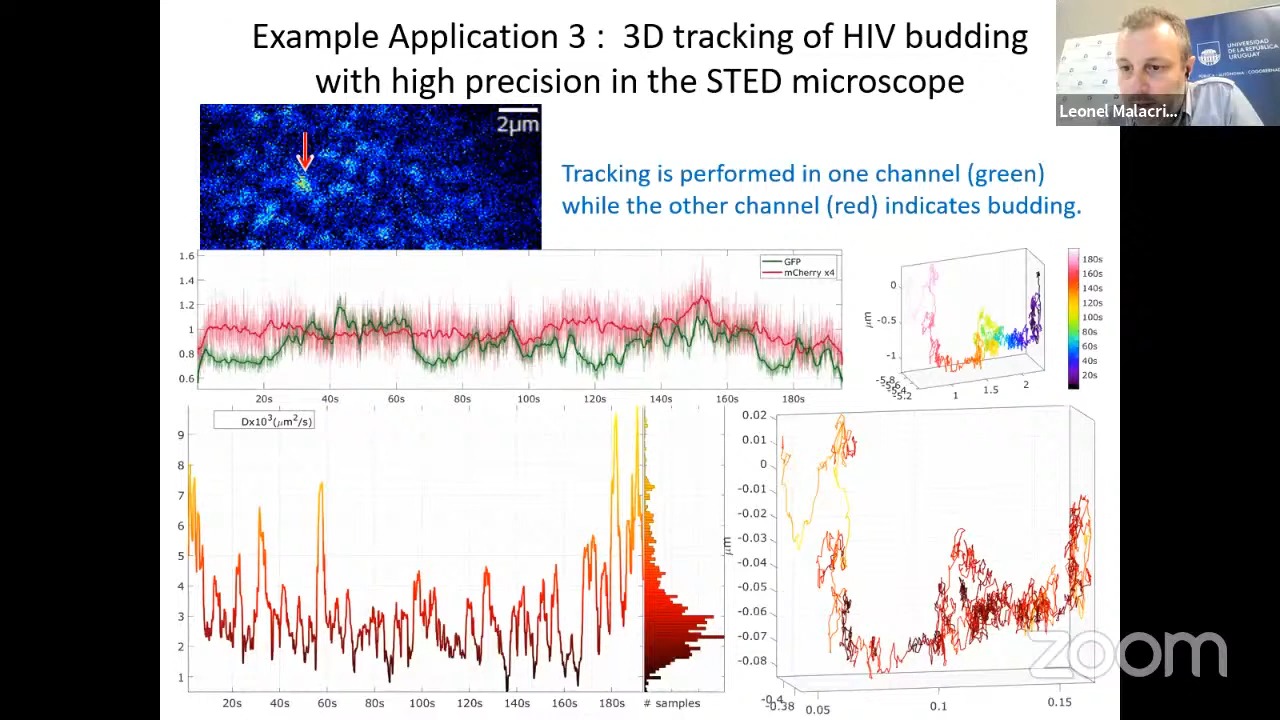 Example Application 3 : 3D tracking of HIV budding
with high precision in the STED microscope
UNIVERSIDAD
DE LA REPÚBLICA
URUGUAY
Leonel Malacri...
2μm
Tracking is performed in one channel (green)
while the other channel (red) indicates budding.
1.6
1.4
1.2
1
0.8
0.6
GFP
mCherry x4
20s 40s 60s 80s 100s 120s 140s 160s 180s
0
-0.5
-1
μm
-5.8
-5.6
-5.2
1 1.5 2
180s
160s
140s
120s
100s
80s
60s
40s
20s
Dx10³(μm²/s)
9
8
7
6
5
4
3
2
1
20s 40s 60s 80s 100s 120s 140s 160s 180s # samples
0.02
0.01
0
-0.01
-0.02
-0.03
-0.04
-0.05
-0.06
-0.07
-0.08
μm
-0.4
-0.38
0.05 0.1 0.15
zoom